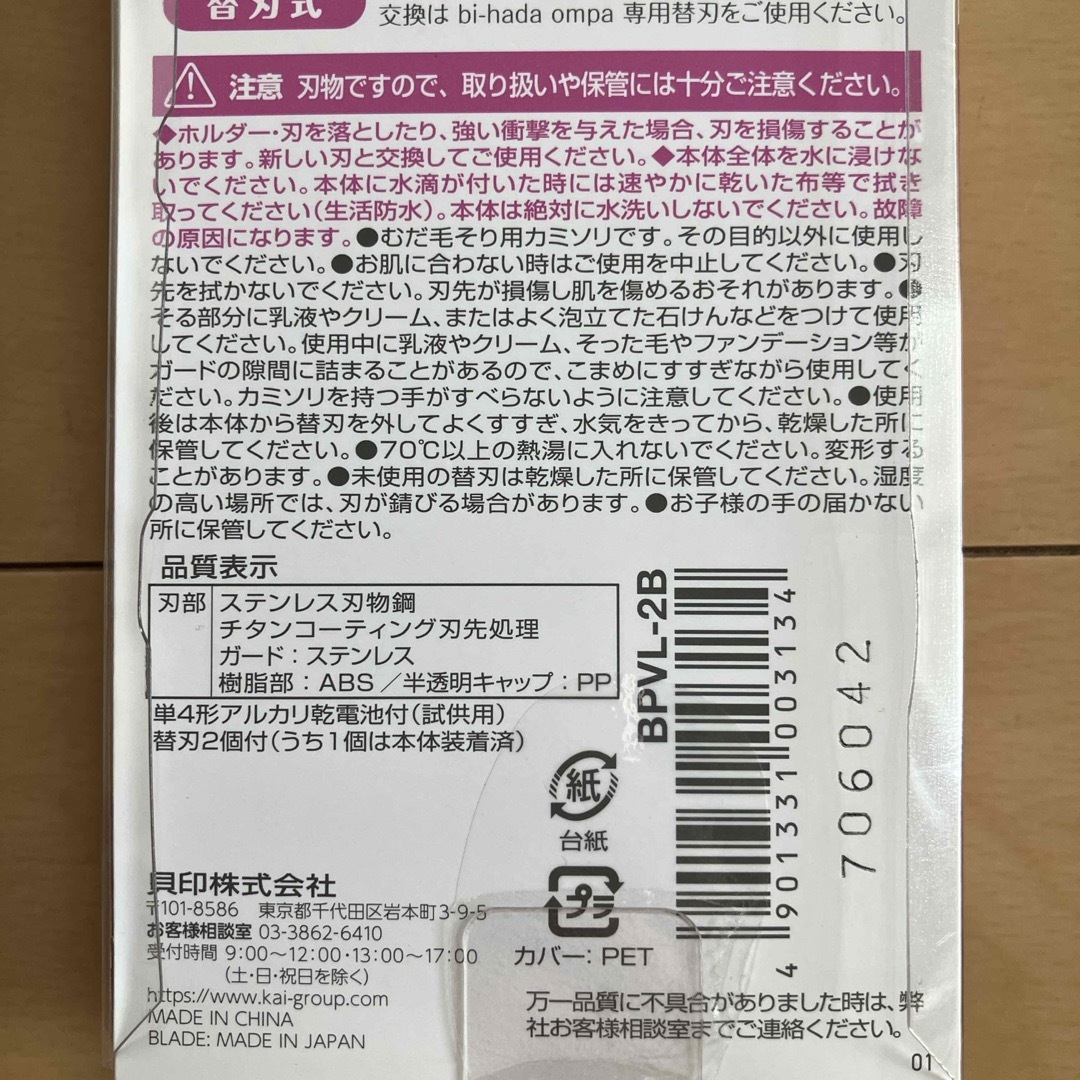 替刃式
交換は bi-hada ompa 専用替刃をご使用ください。
注意 刃物ですので、取り扱いや保管には十分ご注意ください。
◆ホルダー・刃を落としたり、強い衝撃を与えた場合、刃を損傷することが
あります。新しい刃と交換してご使用ください。◆本体全体を水に浸けな
いでください。本体に水滴が付いた時には速やかに乾いた布等で拭き
取ってください(生活防水)。本体は絶対に水洗いしないでください。故障
の原因になります。●むだ毛そり用カミソリです。その目的以外に使用し
ないでください。●お肌に合わない時はご使用を中止してください。●刃
先を拭かないでください。刃先が損傷し肌を傷めるおそれがあります。●
そる部分に乳液やクリーム、またはよく泡立てた石けんなどをつけて使用
してください。使用中に乳液やクリーム、そった毛やファンデーション等が
ガードの隙間に詰まることがあるので、こまめにすすぎながら使用してく
ださい。カミソリを持つ手がすべらないように注意してください。●使用
後は本体から替刃を外してよくすすぎ、水気をきってから、乾燥した所に
保管してください。●70℃以上の熱湯に入れないでください。変形する
ことがあります。●未使用の替刃は乾燥した所に保管してください。湿度
の高い場所では、刃が錆びる場合があります。●お子様の手の届かない
所に保管してください。
品質表示
刃部 ステンレス刃物鋼
チタンコーティング刃先処理
ガード:ステンレス
樹脂部:ABS/半透明キャップ:PP
単4形アルカリ乾電池付(試供用)
替刃2個付(うち1個は本体装着済)
BPVL-2B
4 901331 003134
706042
紙
台紙
プラ
カバー:PET
貝印株式会社
〒101-8586 東京都千代田区岩本町3-9-5
お客様相談室 03-3862-6410
受付時間 9:00〜12:00・13:00〜17:00
(土・日・祝日を除く)
https://www.kai-group.com
MADE IN CHINA
BLADE: MADE IN JAPAN
万一品質に不具合がありました時は、弊
社お客様相談室までご連絡ください。
01